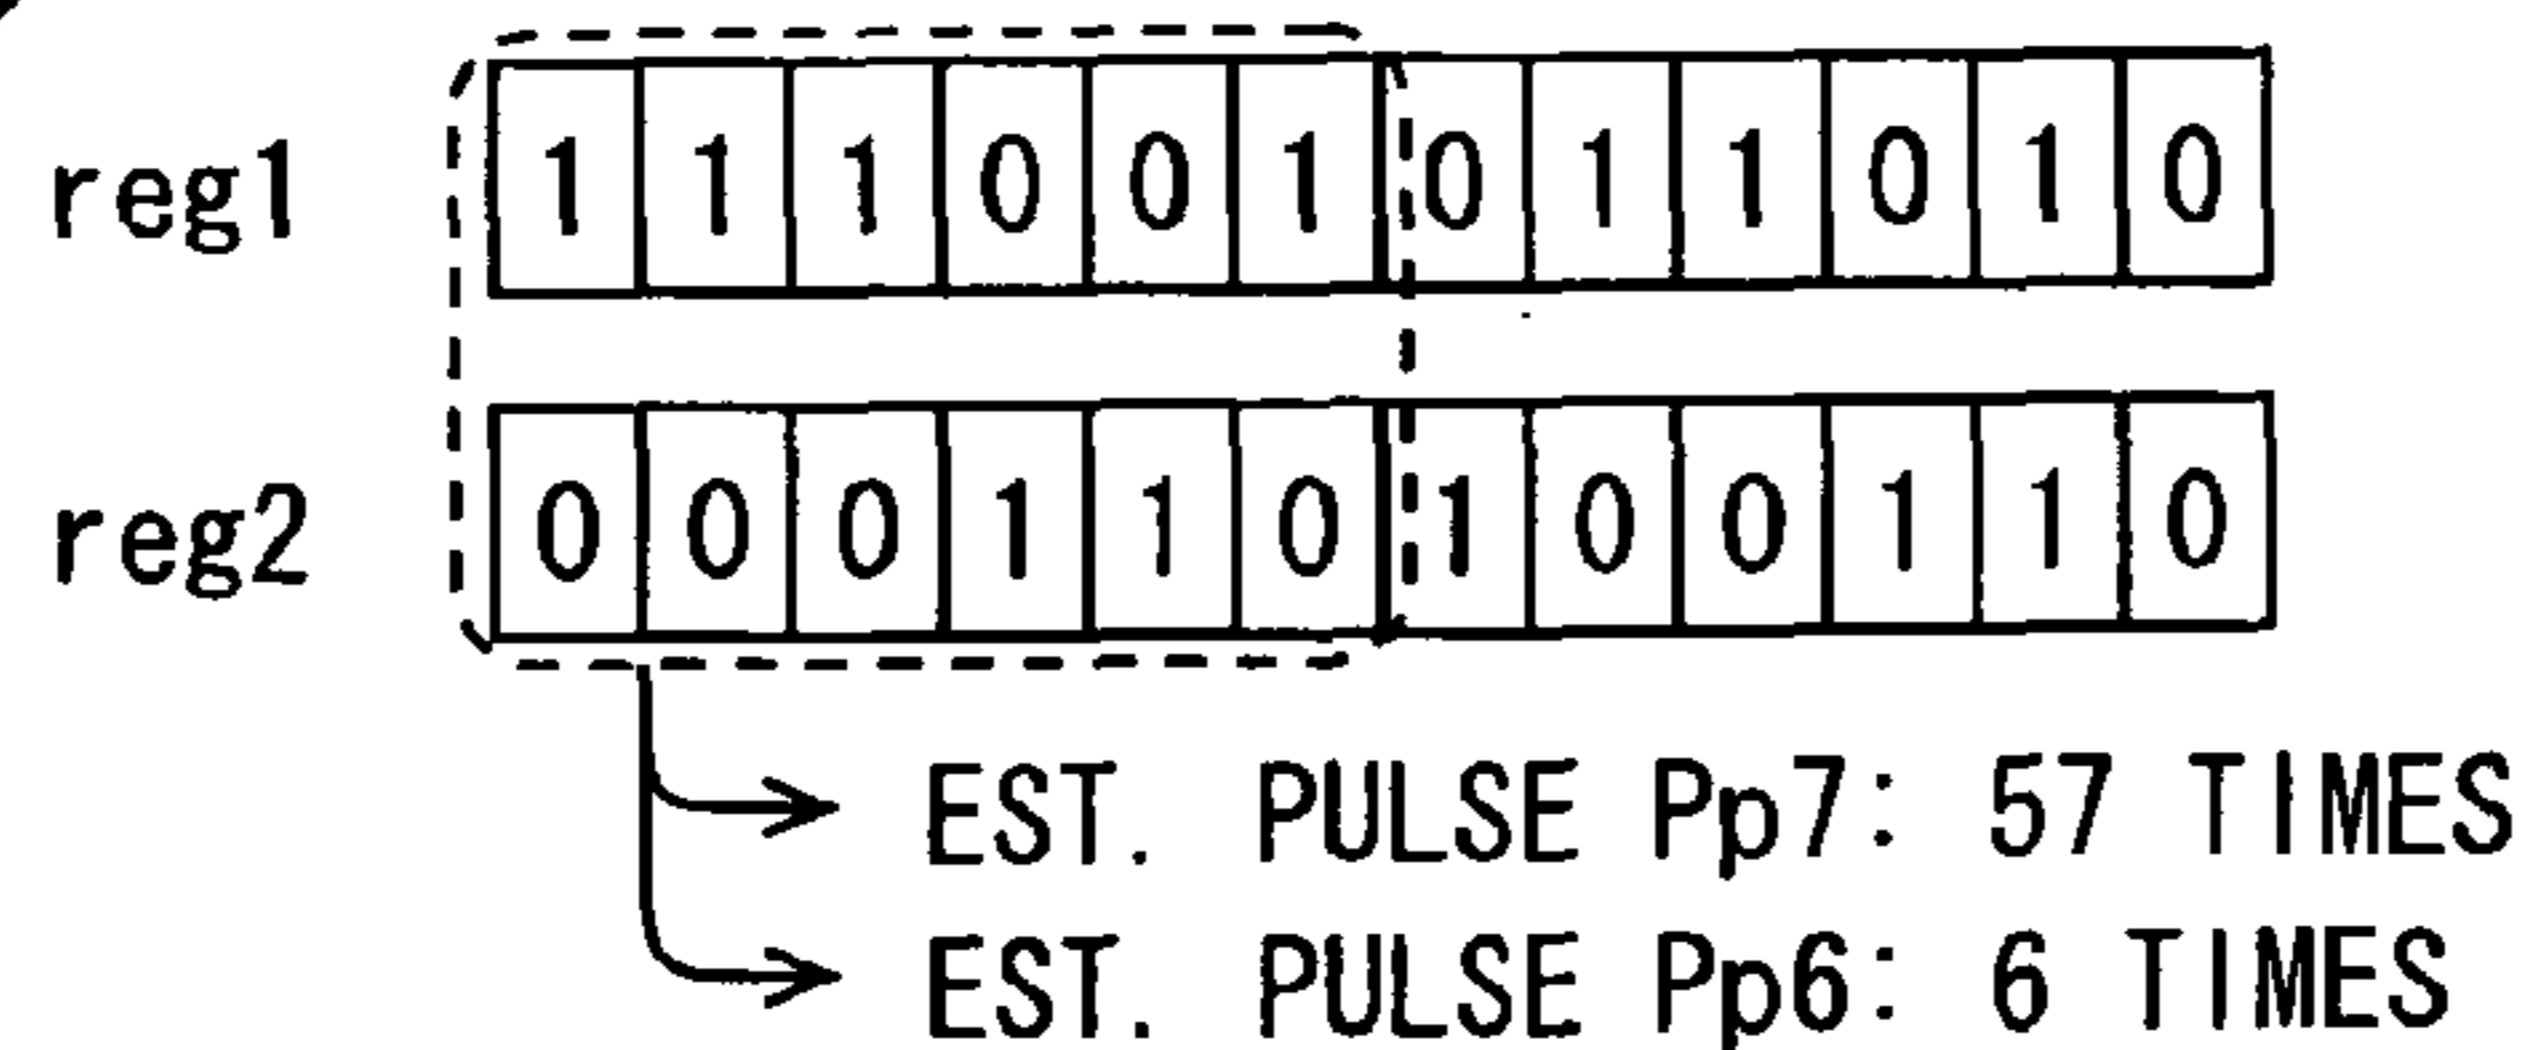 reg1 1 1 1 0 0 1 0 1 1 0 1 0
reg2 0 0 0 1 1 0 1 0 0 1 1 0
EST. PULSE Pp7: 57 TIMES
EST. PULSE Pp6: 6 TIMES